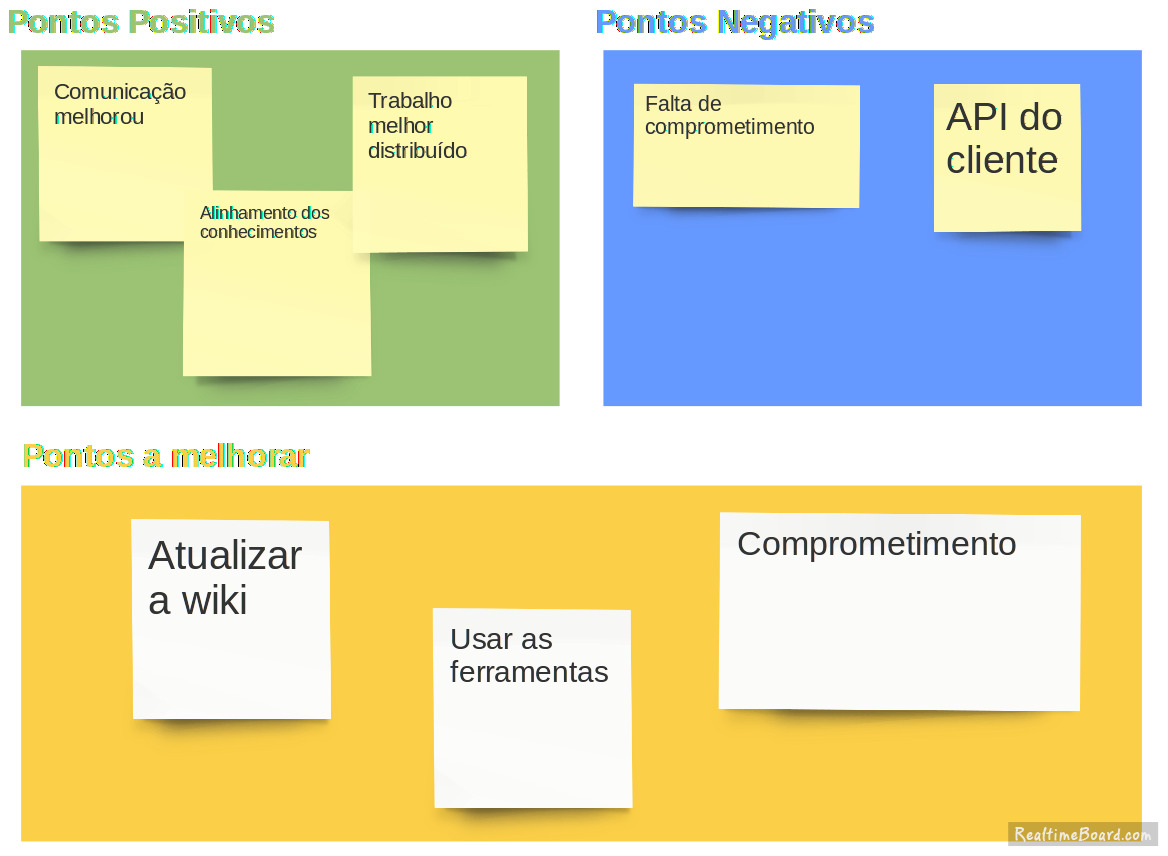 Pontos Positivos
Comunicação
melhorou
Trabalho
melhor
distribuído
Alinhamento dos
conhecimentos
Pontos Negativos
Falta de
comprometimento
API do
cliente
Pontos a melhorar
Atualizar
a wiki
Usar as
ferramentas
Comprometimento
RealtimeBoard.com